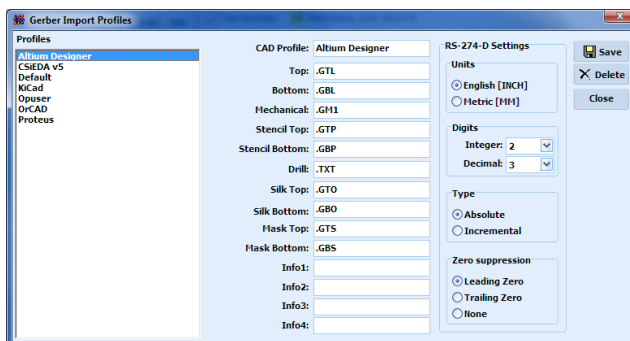 Gerber Import Profiles
Profiles
Altium Designer
CSiEDA v5
Default
KiCad
Opuser
OrCAD
Proteus
CAD Profile: Altium Designer
Top: .GTL
Bottom: .GBL
Mechanical: .GM1
Stencil Top: .GTP
Stencil Bottom: .GBP
Drill: .TXT
Silk Top: .GTO
Silk Bottom: .GBO
Mask Top: .GTS
Mask Bottom: .GBS
Info1:
Info2:
Info3:
Info4:
RS-274-D Settings
Units
English [INCH]
Metric [MM]
Digits
Integer: 2
Decimal: 3
Type
Absolute
Incremental
Zero suppression
Leading Zero
Trailing Zero
None
Save
Delete
Close